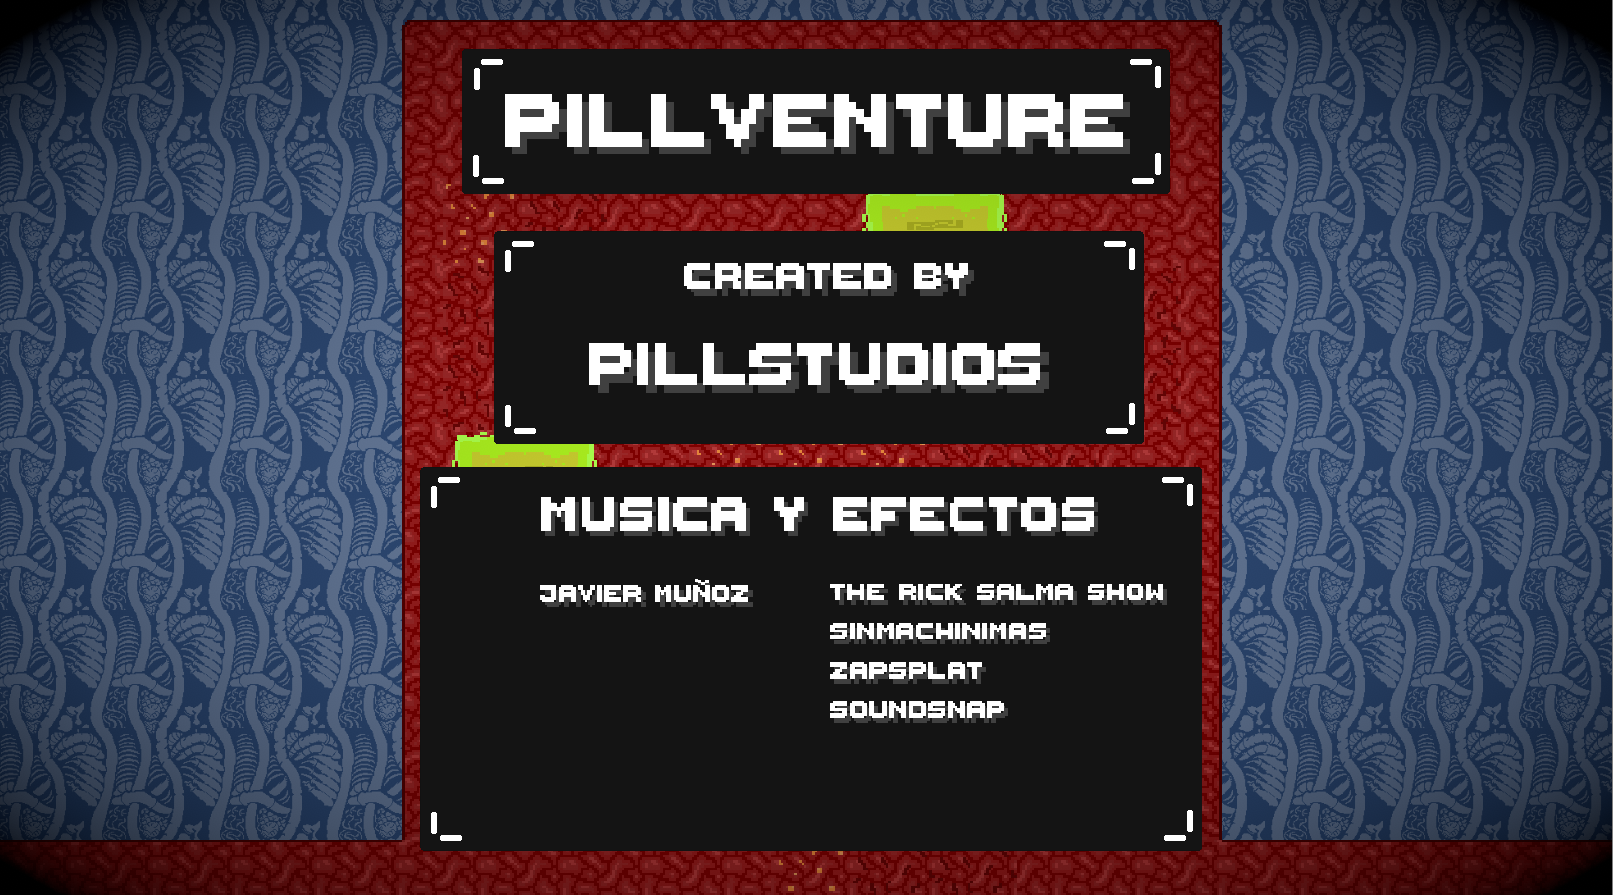 PILLVENTURE
CREATED BY
PILLSTUDIOS
MUSICA Y EFECTOS
JAVIER MUÑOZ
THE RICK SALMA SHOW
SINMACHINIMAS
ZAPSPLAT
SOUNDSNAP